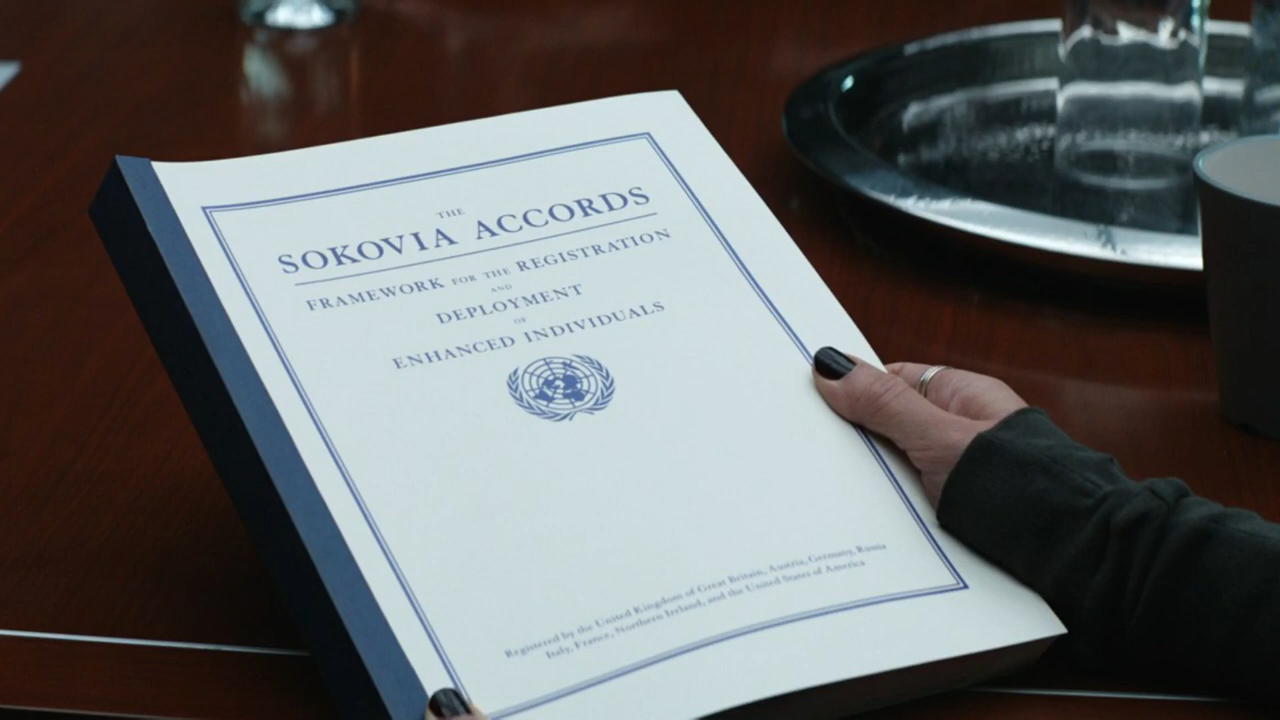 THE
SOKOVIA ACCORDS
FRAMEWORK FOR THE REGISTRATION
AND
DEPLOYMENT
OF
ENHANCED INDIVIDUALS
Registered by the United Kingdom of Great Britain, Austria, Germany, Russia
Italy, France, Northern Ireland, and the United States of America